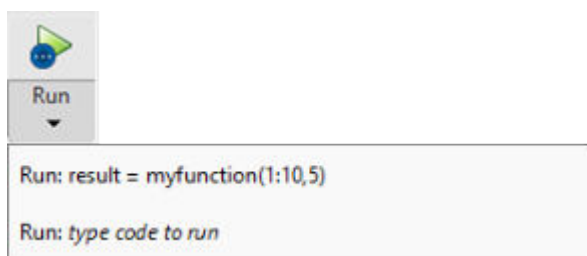 Run
Run: result = myfunction(1:10,5)
Run: type code to run